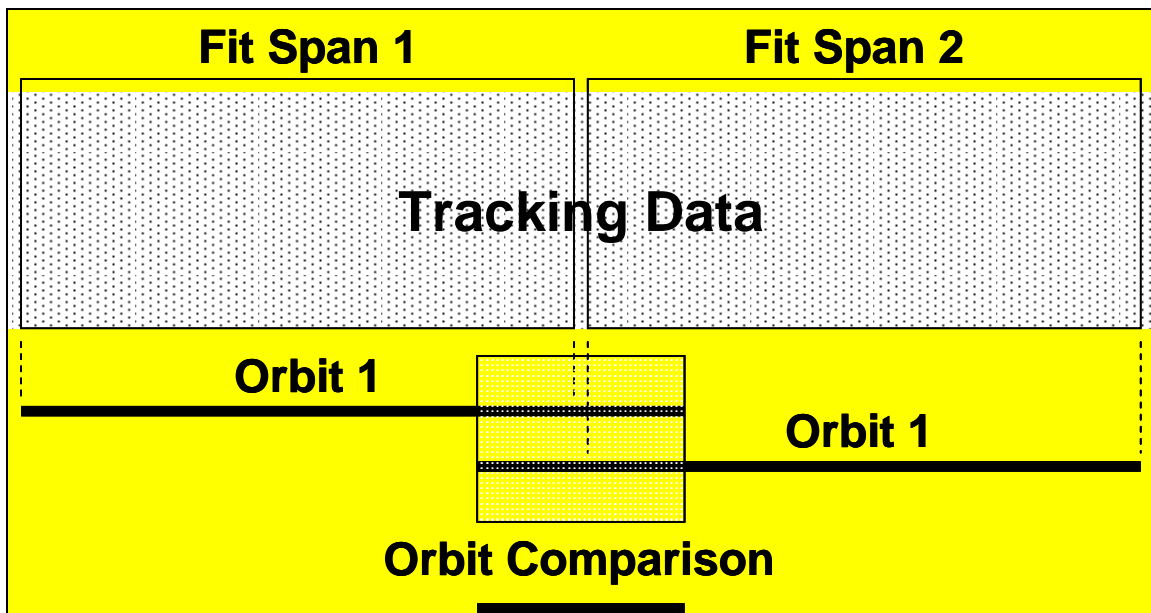 Fit Span 1
Fit Span 2
Tracking Data
Orbit 1
Orbit 1
Orbit Comparison